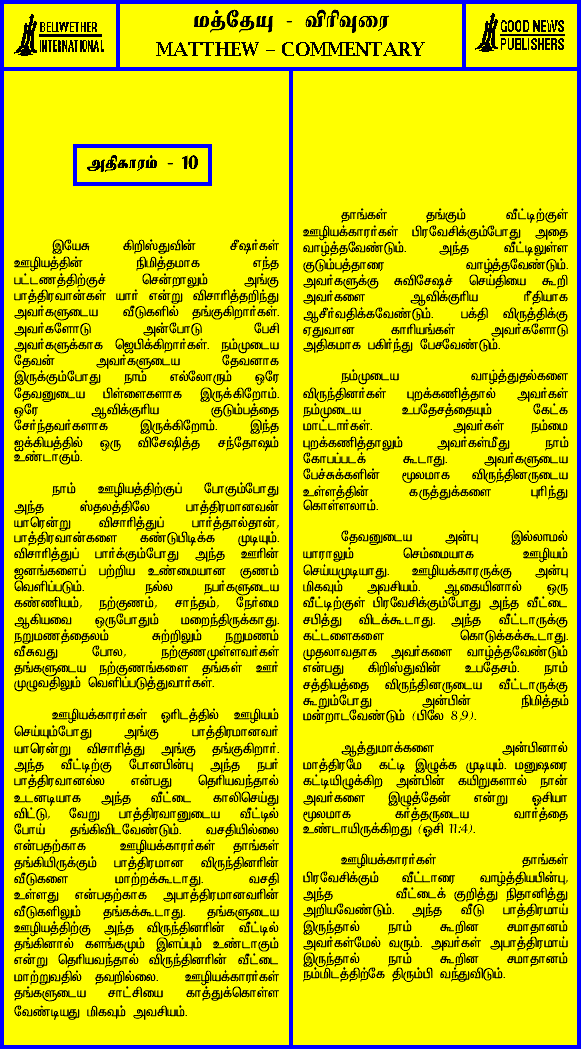 BELLWETHER
INTERNATIONAL
மத்தேயு - விரிவுரை
MATTHEW – COMMENTARY
GOOD NEWS
PUBLISHERS
அதிகாரம் - 10
இயேசு கிறிஸ்துவின் சீஷர்கள்
ஊழியத்தின் நிமித்தமாக எந்த
பட்டணத்திற்குச் சென்றாலும் அங்கு
பாத்திரவான்கள் யார் என்று விசாரித்தறிந்து
அவர்களுடைய வீடுகளில் தங்குகிறார்கள்.
அவர்களோடு அன்போடு பேசி
அவர்களுக்காக ஜெபிக்கிறார்கள். நம்முடைய
தேவன் அவர்களுடைய தேவனாக
இருக்கும்போது நாம் எல்லோரும் ஒரே
தேவனுடைய பிள்ளைகளாக இருக்கிறோம்.
ஒரே ஆவிக்குரிய குடும்பத்தை
சேர்ந்தவர்களாக இருக்கிறோம். இந்த
ஐக்கியத்தில் ஒரு விசேஷித்த சந்தோஷம்
உண்டாகும்.
நாம் ஊழியத்திற்குப் போகும்போது
அந்த ஸ்தலத்திலே பாத்திரமானவன்
யாரென்று விசாரித்துப் பார்த்தால்தான்,
பாத்திரவான்களை கண்டுபிடிக்க முடியும்.
விசாரித்துப் பார்க்கும்போது அந்த ஊரின்
ஜனங்களைப் பற்றிய உண்மையான குணம்
வெளிப்படும். நல்ல நபர்களுடைய
கண்ணியம், நற்குணம், சாந்தம், நேர்மை
ஆகியவை ஒருபோதும் மறைந்திருக்காது.
நறுமணத்தைலம் சுற்றிலும் நறுமணம்
வீசுவது போல, நற்குணமுள்ளவர்கள்
தங்களுடைய நற்குணங்களை தங்கள் ஊர்
முழுவதிலும் வெளிப்படுத்துவார்கள்.
ஊழியக்காரர்கள் ஓரிடத்தில் ஊழியம்
செய்யும்போது அங்கு பாத்திரமானவர்
யாரென்று விசாரித்து அங்கு தங்குகிறார்.
அந்த வீட்டிற்கு போனபின்பு அந்த நபர்
பாத்திரவானல்ல என்பது தெரியவந்தால்
உடனடியாக அந்த வீட்டை காலிசெய்து
விட்டு, வேறு பாத்திரவானுடைய வீட்டில்
போய் தங்கிவிடவேண்டும். வசதியில்லை
என்பதற்காக ஊழியக்காரர்கள் தாங்கள்
தங்கியிருக்கும் பாத்திரமான விருந்தினரின்
வீடுகளை மாற்றக்கூடாது. வசதி
உள்ளது என்பதற்காக அபாத்திரமானவரின்
வீடுகளிலும் தங்கக்கூடாது. தங்களுடைய
ஊழியத்திற்கு அந்த விருந்தினரின் வீட்டில்
தங்கினால் களங்கமும் இளப்பும் உண்டாகும்
என்று தெரியவந்தால் விருந்தினரின் வீட்டை
மாற்றுவதில் தவறில்லை. ஊழியக்காரர்கள்
தங்களுடைய சாட்சியை காத்துக்கொள்ள
வேண்டியது மிகவும் அவசியம்.
தாங்கள் தங்கும் வீட்டிற்குள்
ஊழியக்காரர்கள் பிரவேசிக்கும்போது அதை
வாழ்த்தவேண்டும். அந்த வீட்டிலுள்ள
குடும்பத்தாரை வாழ்த்தவேண்டும்.
அவர்களுக்கு சுவிசேஷச் செய்தியை கூறி
அவர்களை ஆவிக்குரிய ரீதியாக
ஆசீர்வதிக்கவேண்டும். பக்தி விருத்திக்கு
ஏதுவான காரியங்கள் அவர்களோடு
அதிகமாக பகிர்ந்து பேசவேண்டும்.
நம்முடைய வாழ்த்துதல்களை
விருந்தினர்கள் புறக்கணித்தால் அவர்கள்
நம்முடைய உபதேசத்தையும் கேட்க
மாட்டார்கள். அவர்கள் நம்மை
புறக்கணித்தாலும் அவர்கள்மீது நாம்
கோபப்படக் கூடாது. அவர்களுடைய
பேச்சுக்களின் மூலமாக விருந்தினருடைய
உள்ளத்தின் கருத்துக்களை புரிந்து
கொள்ளலாம்.
தேவனுடைய அன்பு இல்லாமல்
யாராலும் செம்மையாக ஊழியம்
செய்யமுடியாது. ஊழியக்காரருக்கு அன்பு
மிகவும் அவசியம். ஆகையினால் ஒரு
வீட்டிற்குள் பிரவேசிக்கும்போது அந்த வீட்டை
சபித்து விடக்கூடாது. அந்த வீட்டாருக்கு
கட்டளைகளை கொடுக்கக்கூடாது.
முதலாவதாக அவர்களை வாழ்த்தவேண்டும்
என்பது கிறிஸ்துவின் உபதேசம். நாம்
சத்தியத்தை விருந்தினருடைய வீட்டாருக்கு
கூறும்போது அன்பின் நிமித்தம்
மன்றாடவேண்டும் (பிலே 8,9).
ஆத்துமாக்களை அன்பினால்
மாத்திரமே கட்டி இழுக்க முடியும். மனுஷரை
கட்டியிழுக்கிற அன்பின் கயிறுகளால் நான்
அவர்களை இழுத்தேன் என்று ஓசியா
மூலமாக கர்த்தருடைய வார்த்தை
உண்டாயிருக்கிறது (ஓசி 11:4).
ஊழியக்காரர்கள் தாங்கள்
பிரவேசிக்கும் வீட்டாரை வாழ்த்தியபின்பு,
அந்த வீட்டைக் குறித்து நிதானித்து
அறியவேண்டும். அந்த வீடு பாத்திரமாய்
இருந்தால் நாம் கூறின சமாதானம்
அவர்கள்மேல் வரும். அவர்கள் அபாத்திரமாய்
இருந்தால் நாம் கூறின சமாதானம்
நம்மிடத்திற்கே திரும்பி வந்துவிடும்.